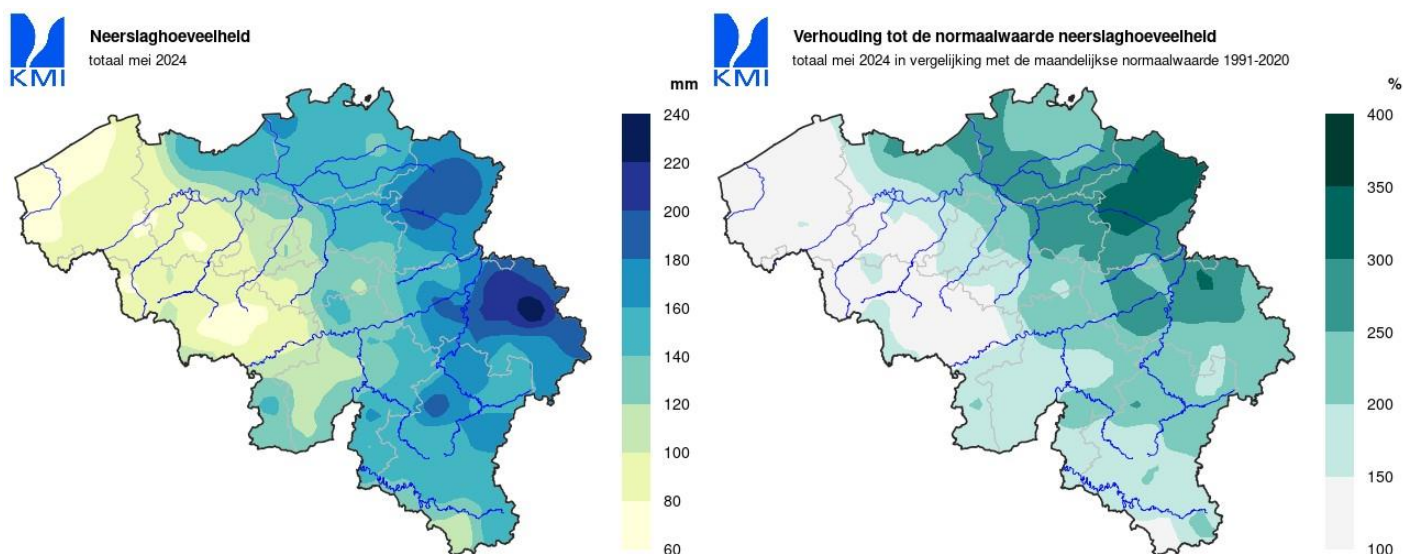 KMI
Neerslaghoeveelheid
totaal mei 2024
mm
240
220
200
180
160
140
120
100
80
60
KMI
Verhouding tot de normaalwaarde neerslaghoeveelheid
totaal mei 2024 in vergelijking met de maandelijkse normaalwaarde 1991-2020
%
400
350
300
250
200
150
100